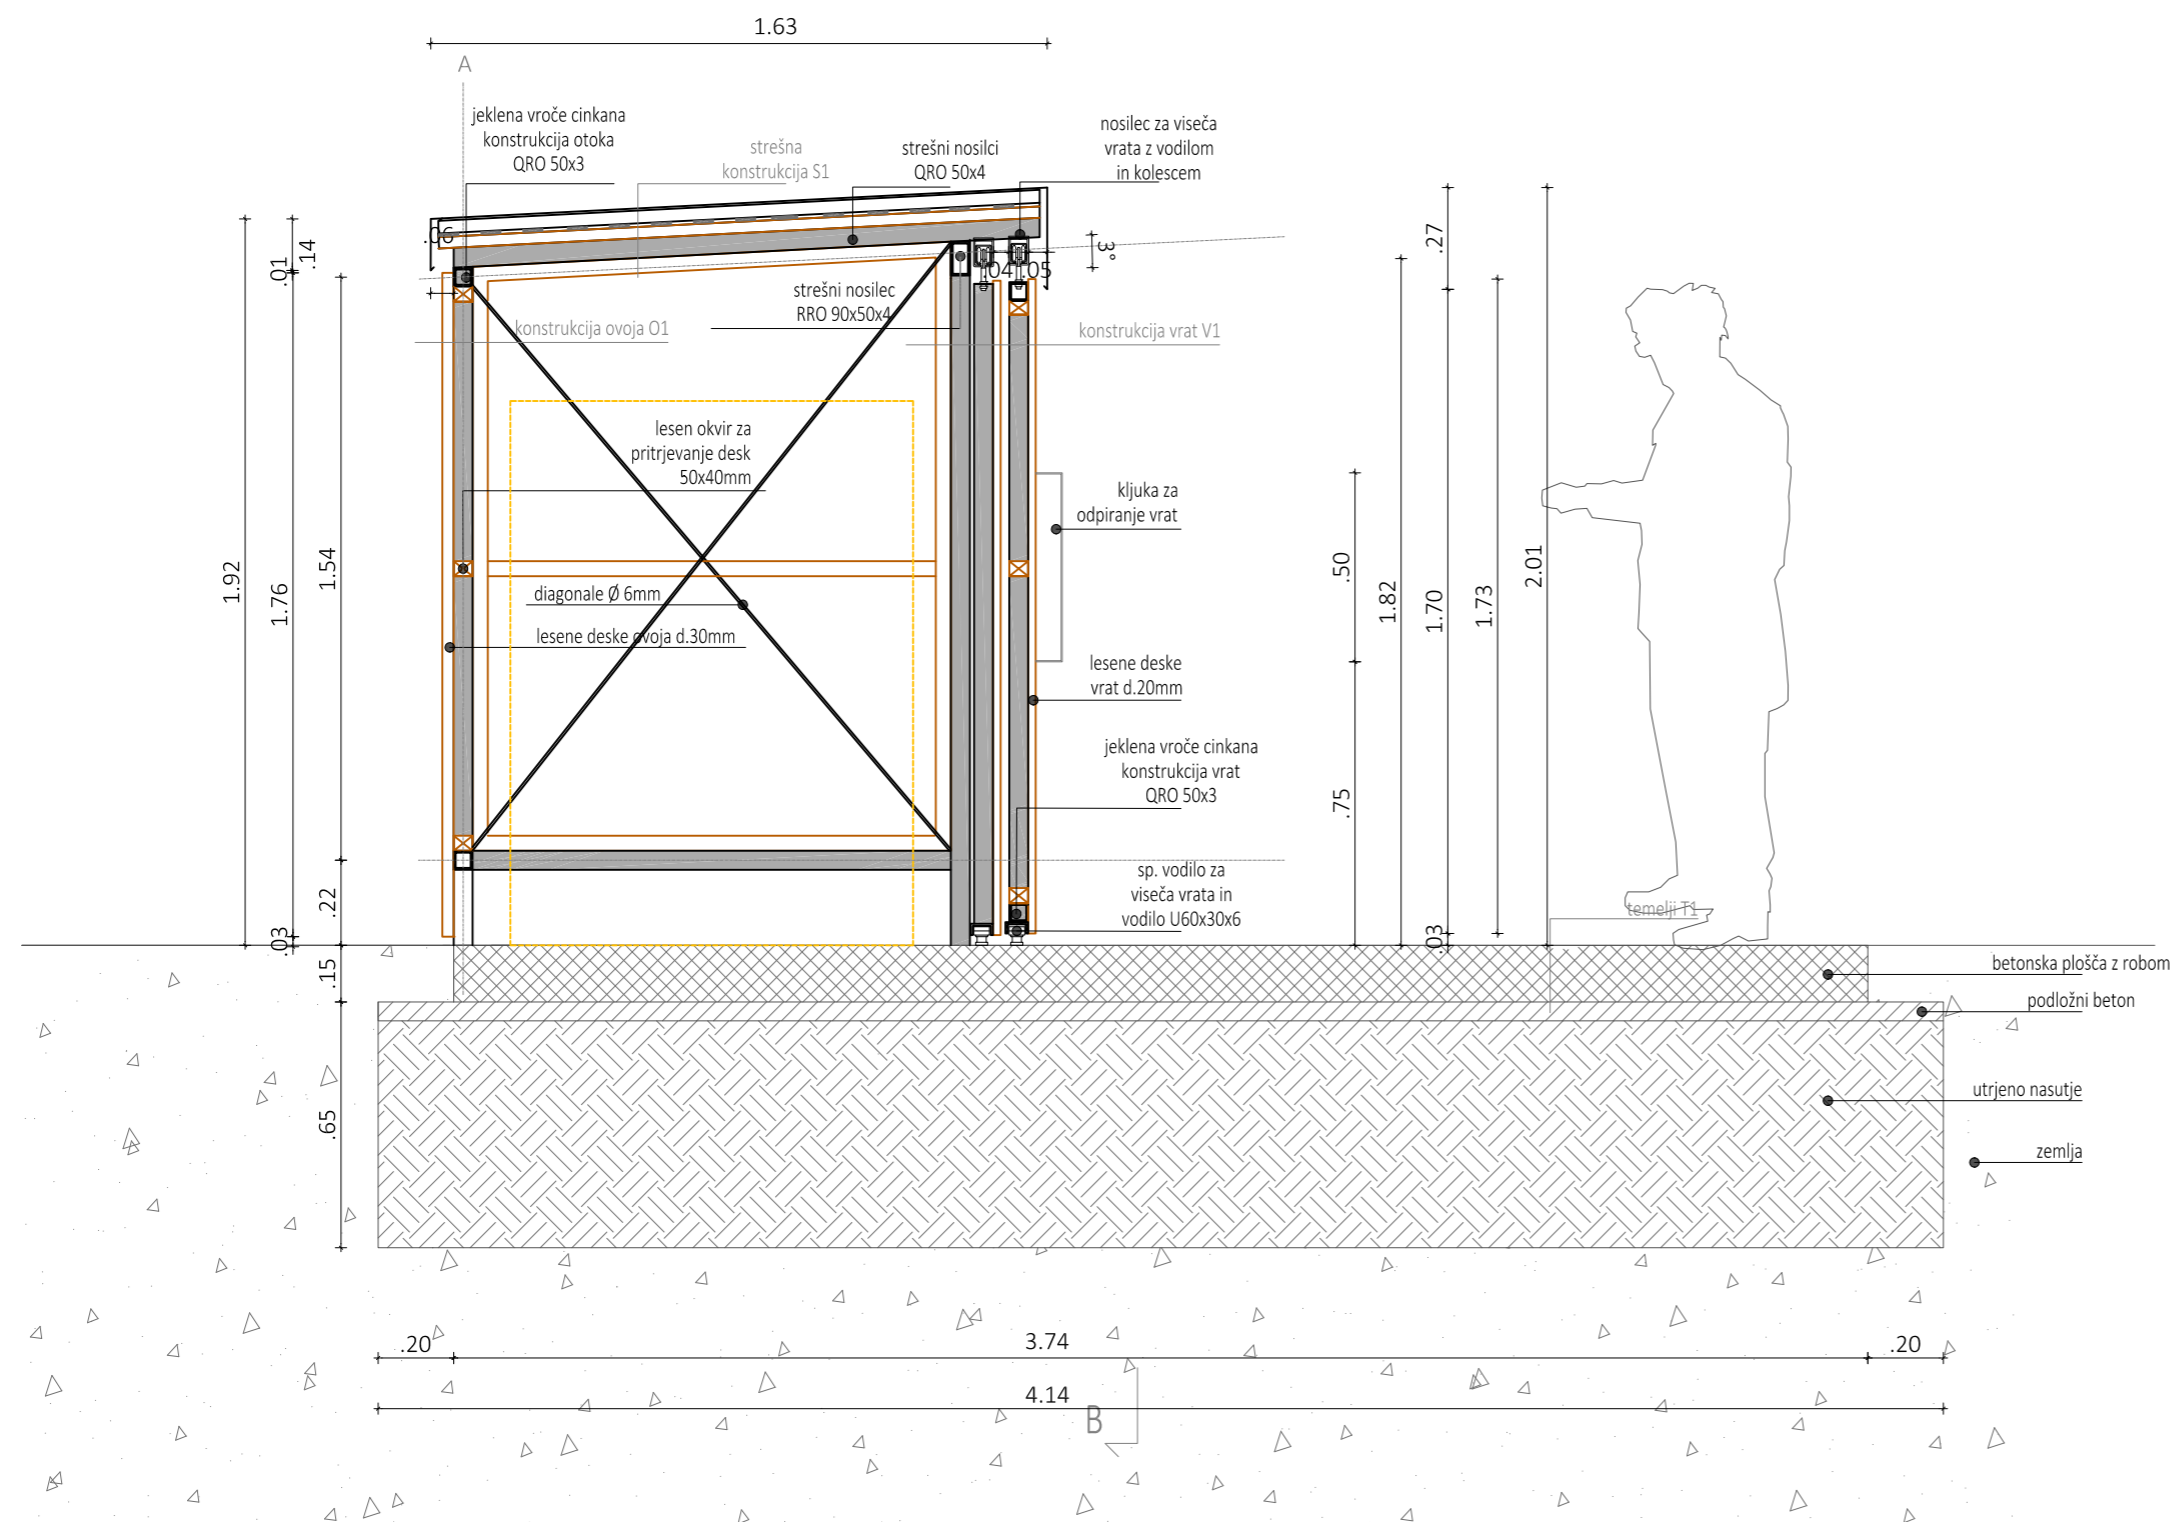 1.63
A
jeklena vroče cinkana
konstrukcija otoka
QRO 50x3
strešna
konstrukcija S1
strešni nosilci
QRO 50x4
nosilec za viseča
vrata z vodilom
in kolescem
.06
.14
.01
3°
.04
.05
.27
strešni nosilec
RRO 90x50x4
konstrukcija ovoja O1
konstrukcija vrat V1
lesen okvir za
pritrjevanje desk
50x40mm
kljuka za
odpiranje vrat
1.92
1.76
1.54
.50
1.82
1.70
1.73
2.01
diagonale Ø 6mm
lesene deske ovoja d.30mm
lesene deske
vrat d.20mm
jeklena vroče cinkana
konstrukcija vrat
QRO 50x3
.75
sp. vodilo za
viseča vrata in
vodilo U60x30x6
.22
.03
.03
temelji T1
.15
betonska plošča z robom
podložni beton
.65
utrjeno nasutje
zemlja
.20
3.74
.20
4.14
B